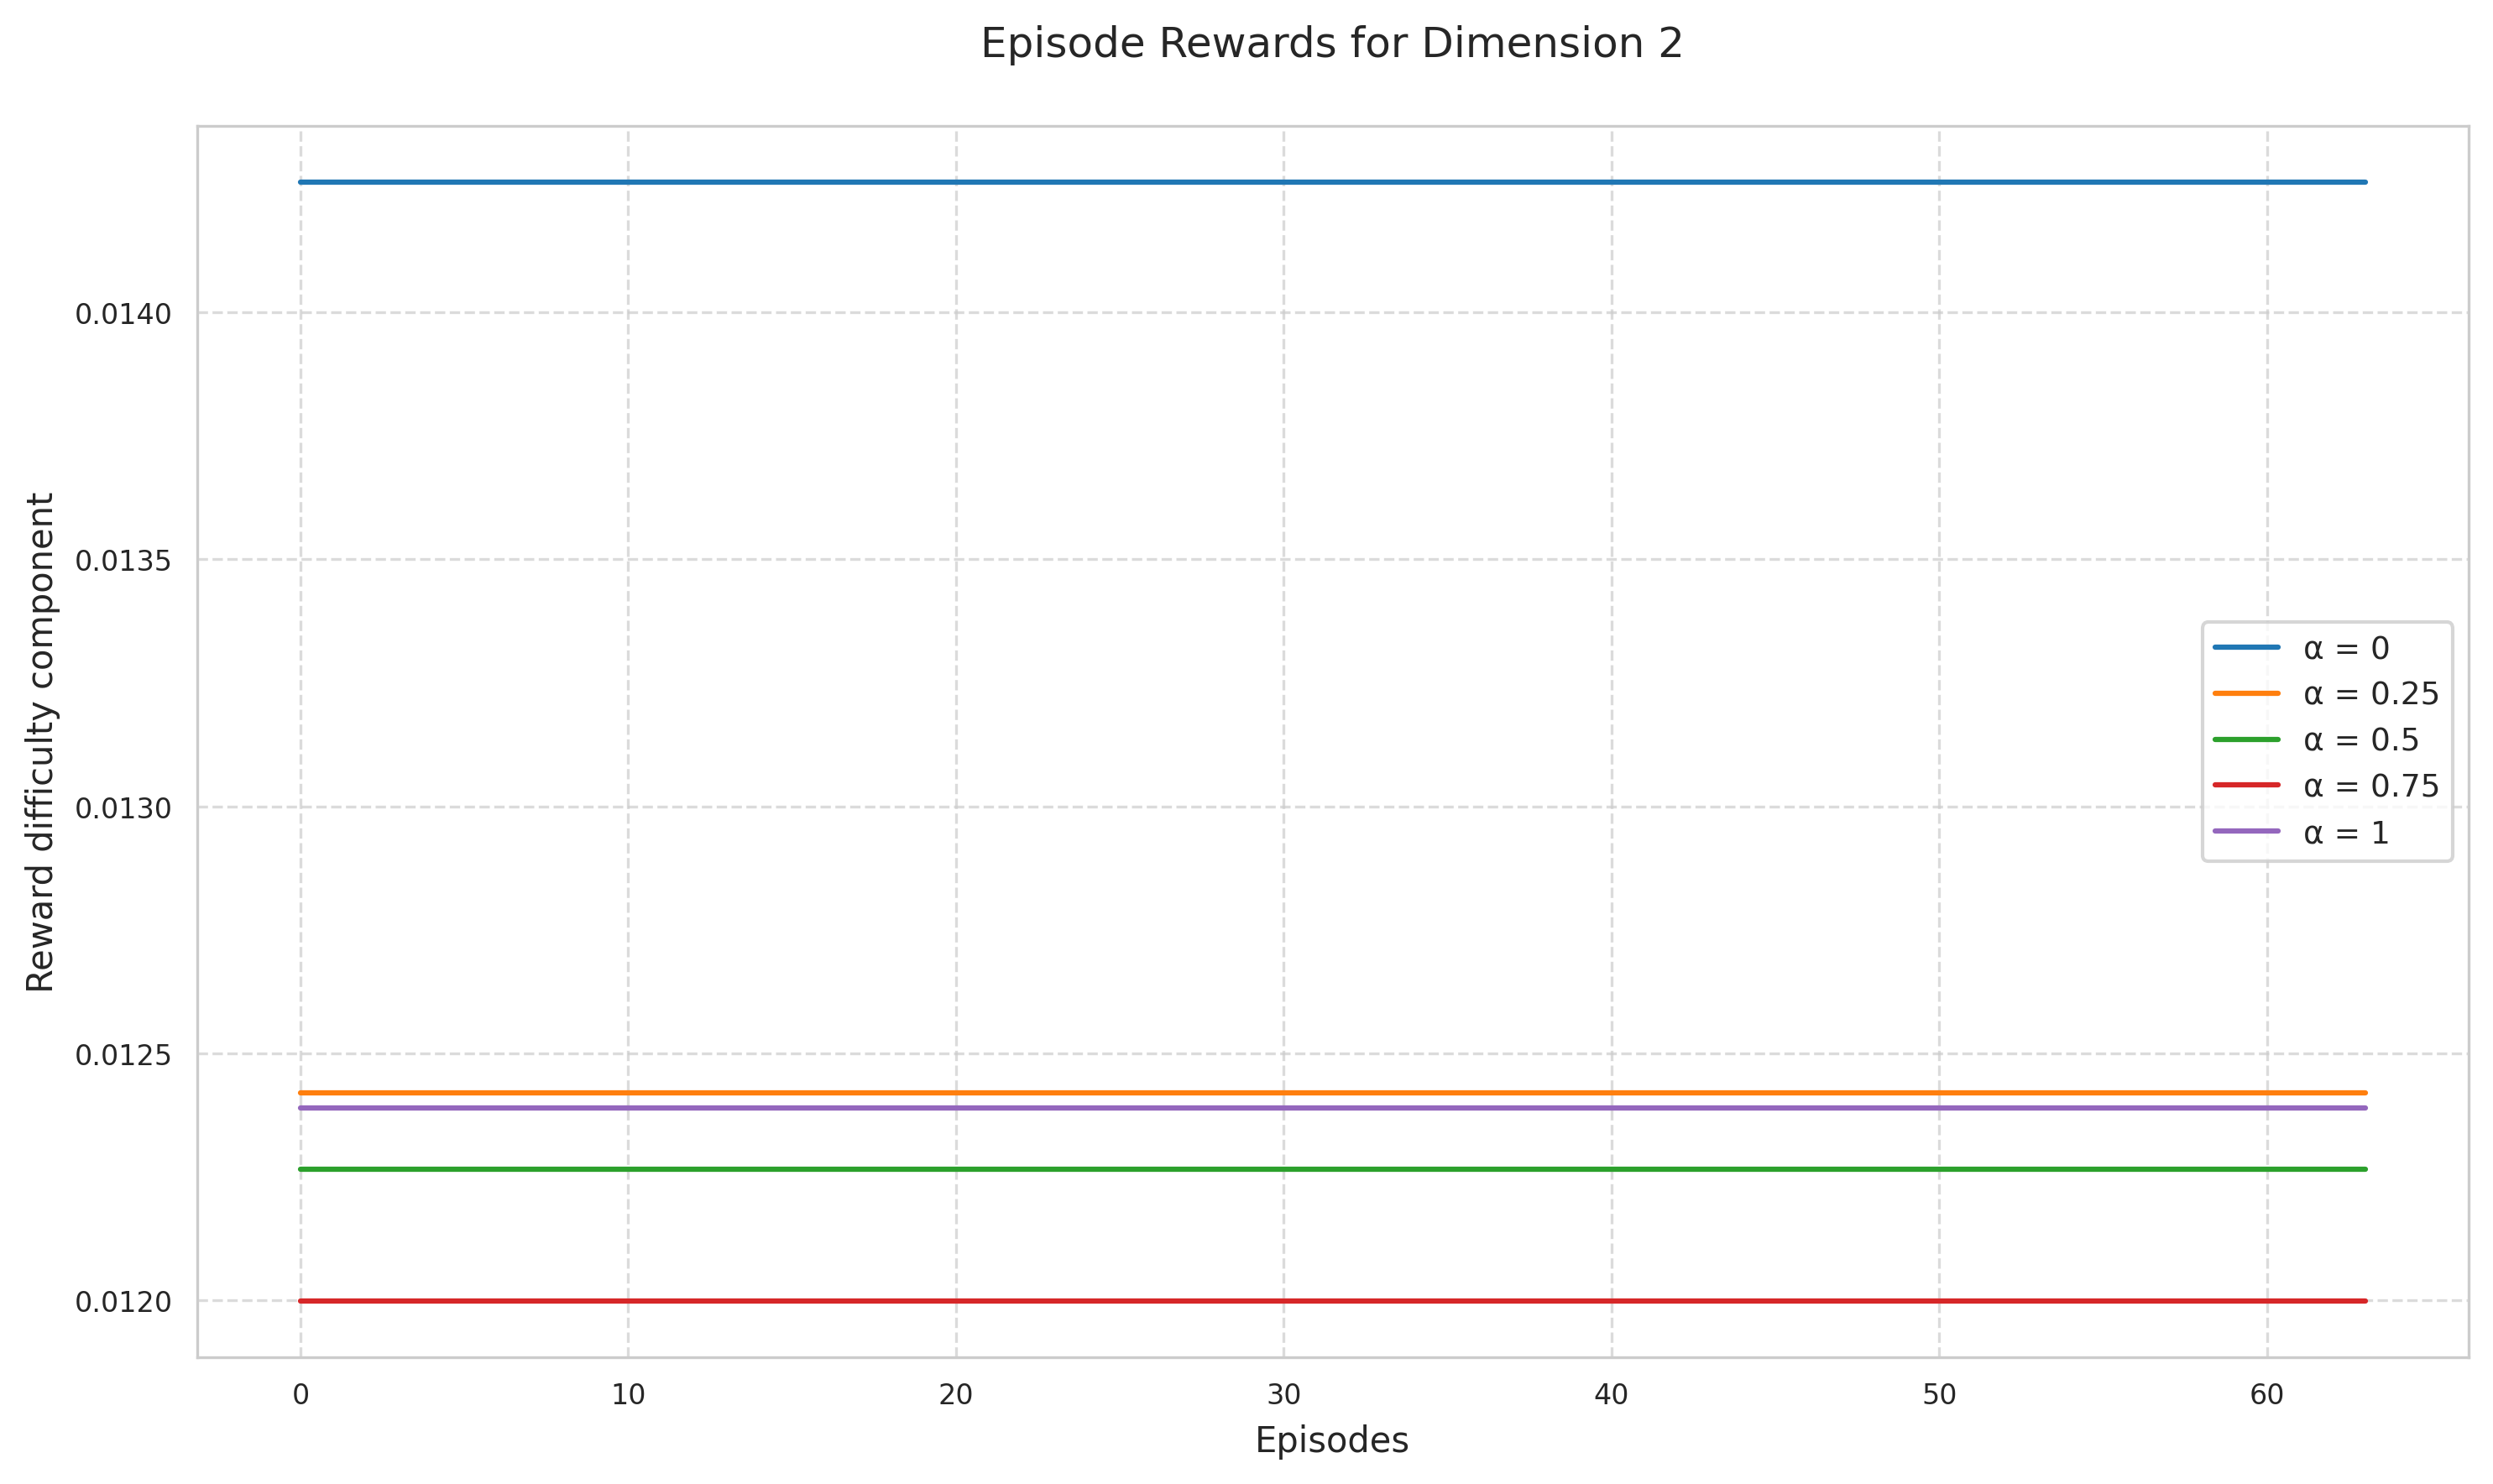 Episode Rewards for Dimension 2
Reward difficulty component
0.0140
0.0135
0.0130
0.0125
0.0120
α = 0
α = 0.25
α = 0.5
α = 0.75
α = 1
0 10 20 30 40 50 60
Episodes